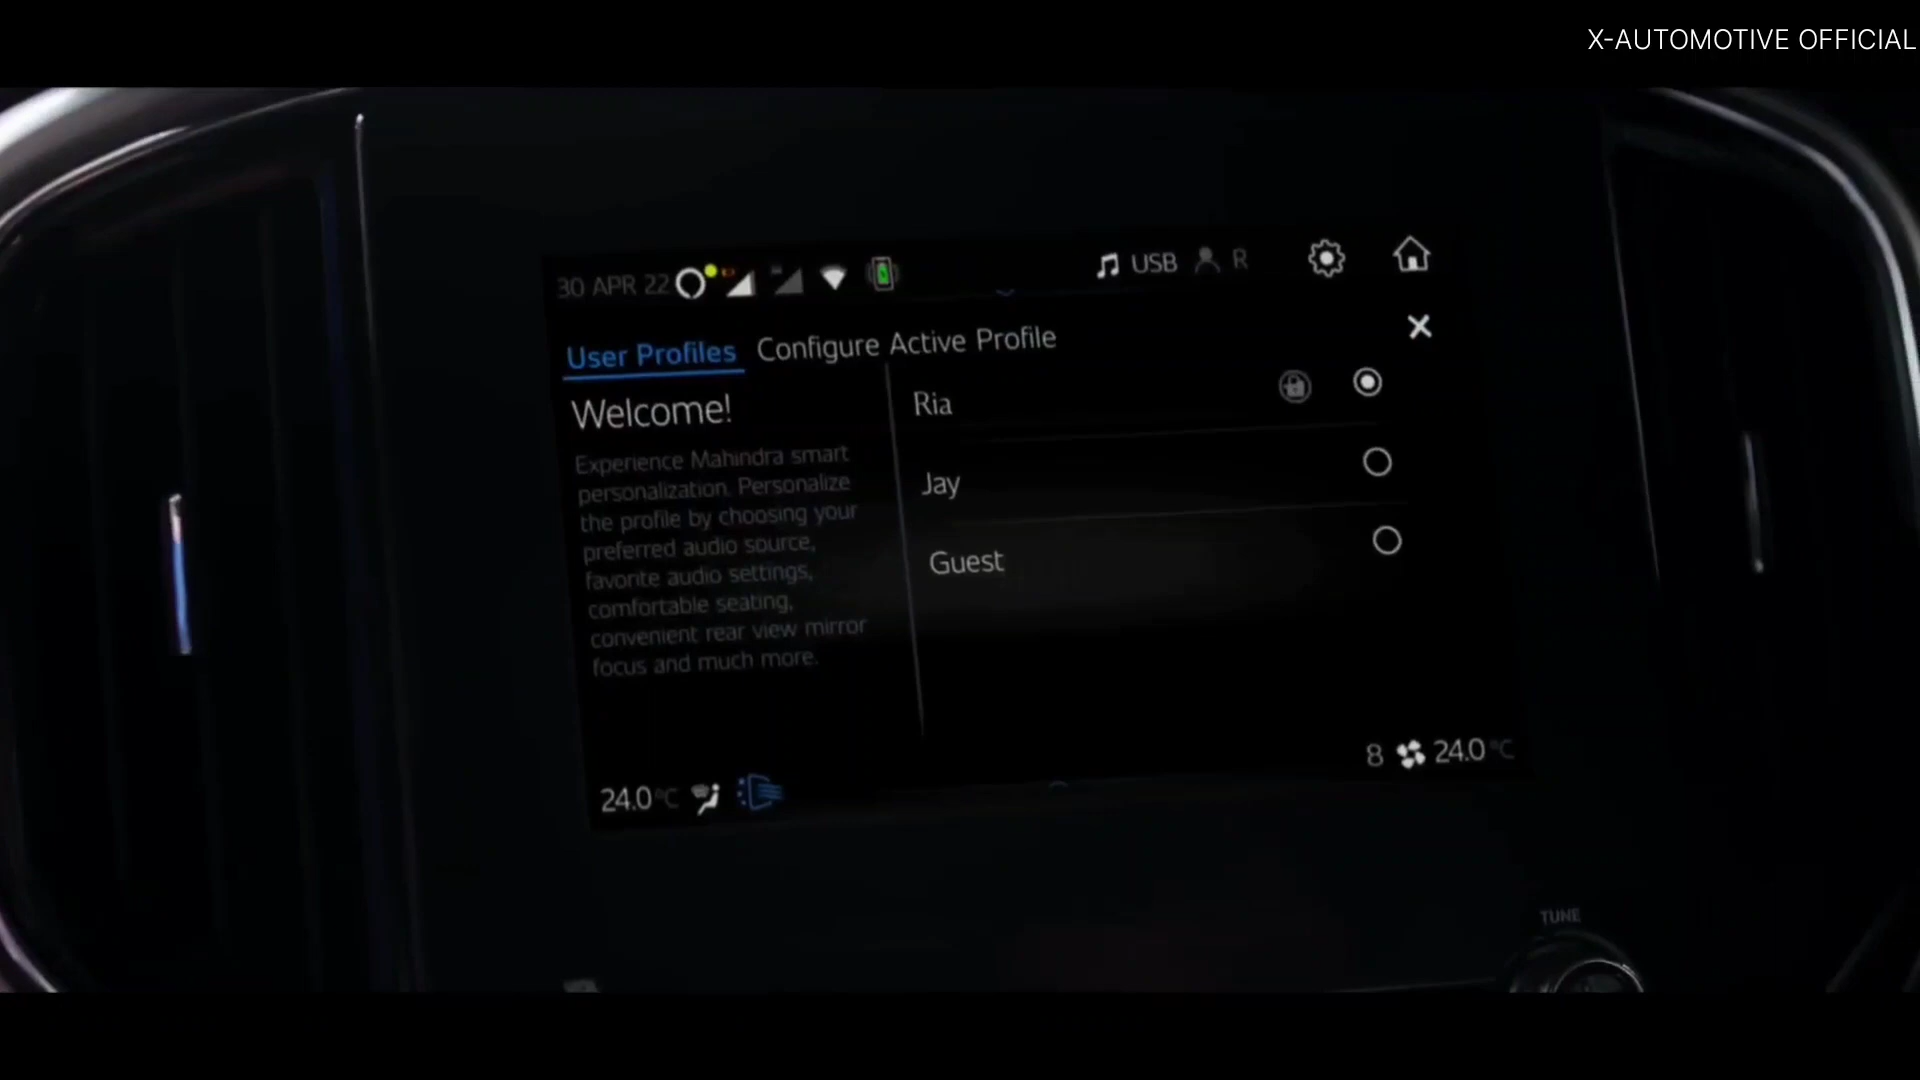 X-AUTOMOTIVE OFFICIAL
30 APR 22
USB R
User Profiles Configure Active Profile
Welcome!
Experience Mahindra smart
personalization. Personalize
the profile by choosing your
preferred audio source,
favorite audio settings,
comfortable seating,
convenient rear view mirror
focus and much more.
Ria
Jay
Guest
24.0°C
8 24.0°C
TUNE